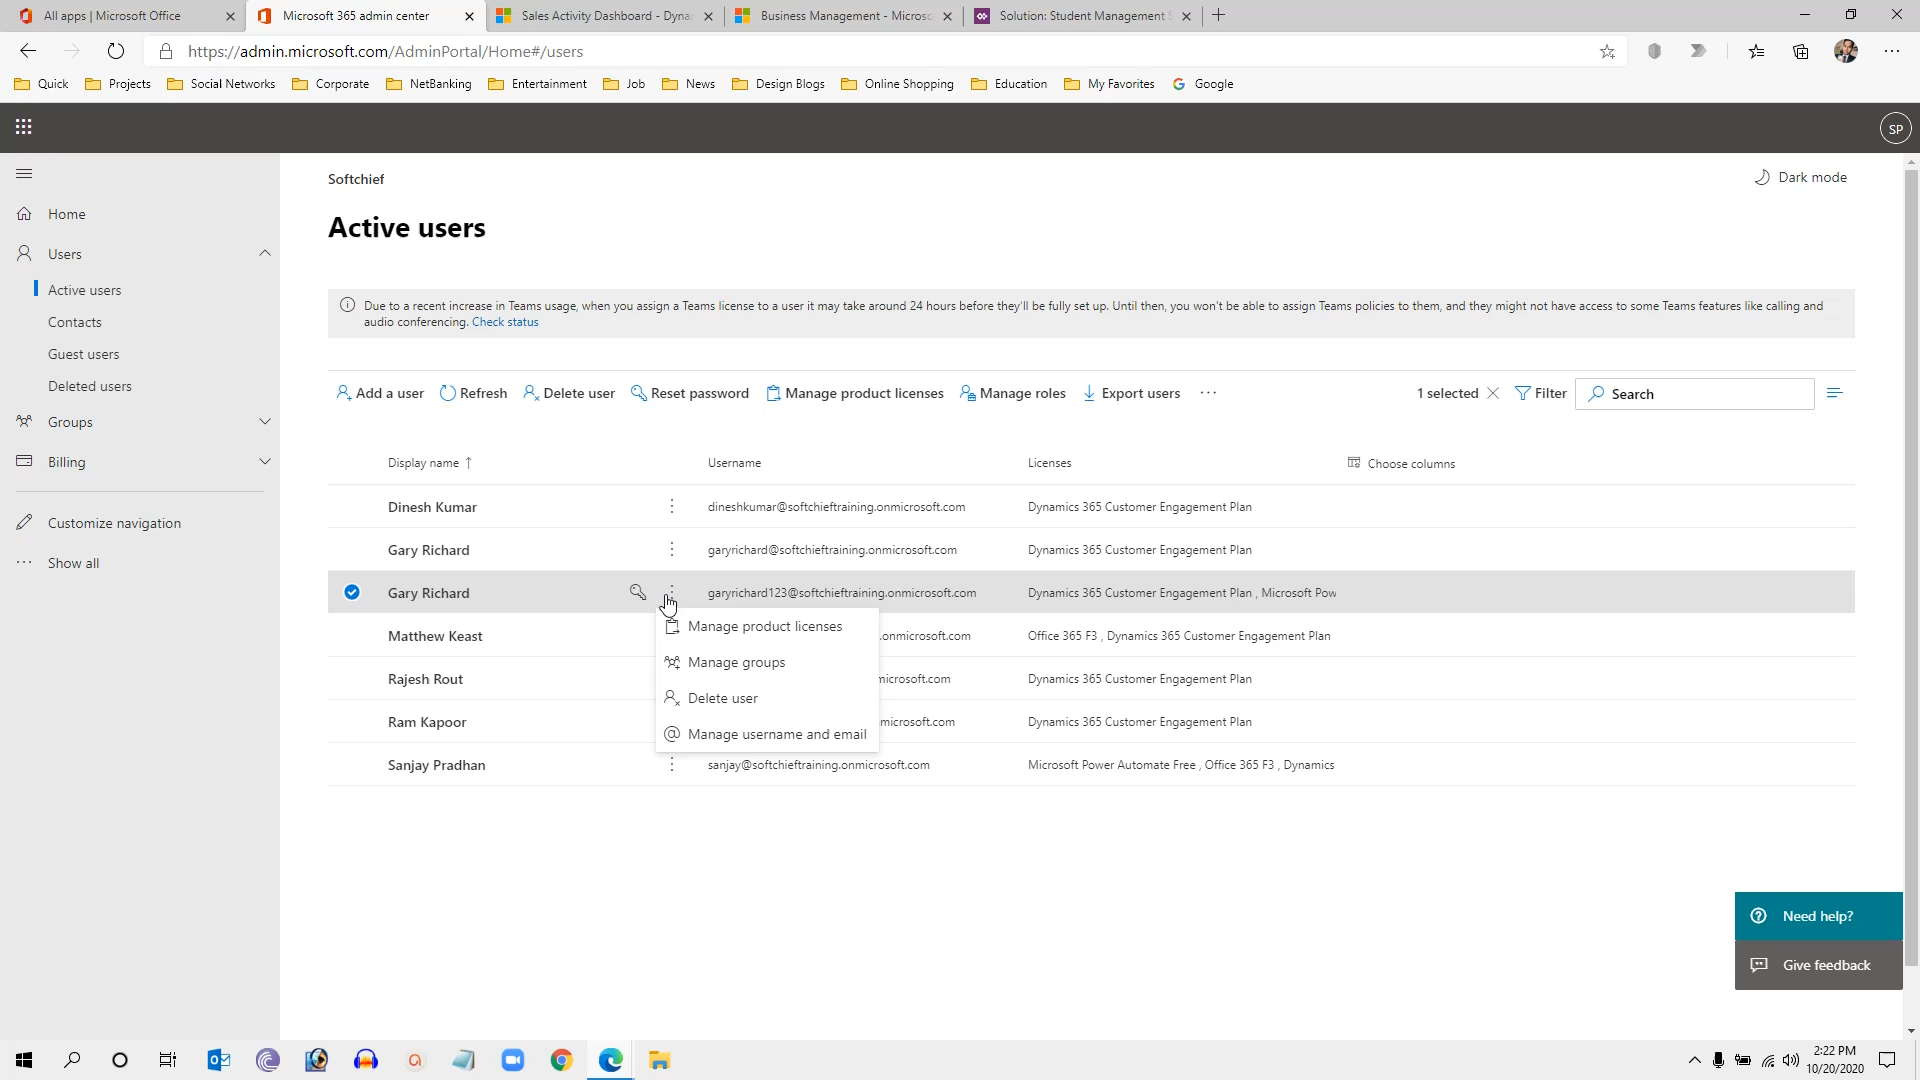 All apps | Microsoft Office
Microsoft 365 admin center
Sales Activity Dashboard - Dyna
Business Management - Microso
Solution: Student Management S
https://admin.microsoft.com/AdminPortal/Home#/users
Quick
Projects
Social Networks
Corporate
NetBanking
Entertainment
Job
News
Design Blogs
Online Shopping
Education
My Favorites
Google
SP
Home
Users
Active users
Contacts
Guest users
Deleted users
Groups
Billing
Customize navigation
Show all
Softchief
Dark mode
Active users
Due to a recent increase in Teams usage, when you assign a Teams license to a user it may take around 24 hours before they'll be fully set up. Until then, you won't be able to assign Teams policies to them, and they might not have access to some Teams features like calling and
audio conferencing. Check status
Add a user
Refresh
Delete user
Reset password
Manage product licenses
Manage roles
Export users
1 selected
Filter
Search
Display name ↑
Username
Licenses
Choose columns
Dinesh Kumar
dineshkumar@softchieftraining.onmicrosoft.com
Dynamics 365 Customer Engagement Plan
Gary Richard
garyrichard@softchieftraining.onmicrosoft.com
Dynamics 365 Customer Engagement Plan
Gary Richard
garyrichard123@softchieftraining.onmicrosoft.com
Dynamics 365 Customer Engagement Plan , Microsoft Pow
Matthew Keast
.onmicrosoft.com
Office 365 F3 , Dynamics 365 Customer Engagement Plan
Rajesh Rout
microsoft.com
Dynamics 365 Customer Engagement Plan
Ram Kapoor
microsoft.com
Dynamics 365 Customer Engagement Plan
Sanjay Pradhan
sanjay@softchieftraining.onmicrosoft.com
Microsoft Power Automate Free , Office 365 F3 , Dynamics
Manage product licenses
Manage groups
Delete user
Manage username and email
Need help?
Give feedback
2:22 PM
10/20/2020